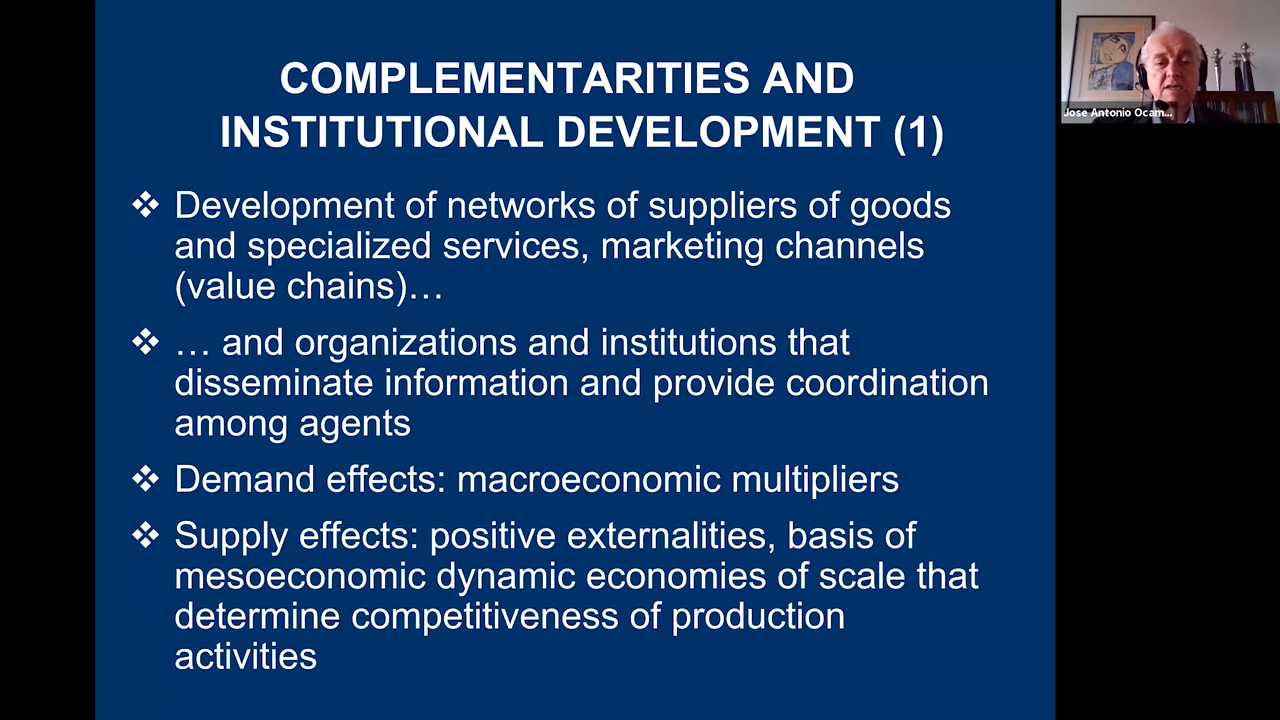 COMPLEMENTARITIES AND
INSTITUTIONAL DEVELOPMENT (1)
❖ Development of networks of suppliers of goods
and specialized services, marketing channels
(value chains)…
❖ … and organizations and institutions that
disseminate information and provide coordination
among agents
❖ Demand effects: macroeconomic multipliers
❖ Supply effects: positive externalities, basis of
mesoeconomic dynamic economies of scale that
determine competitiveness of production
activities
Jose Antonio Ocam...